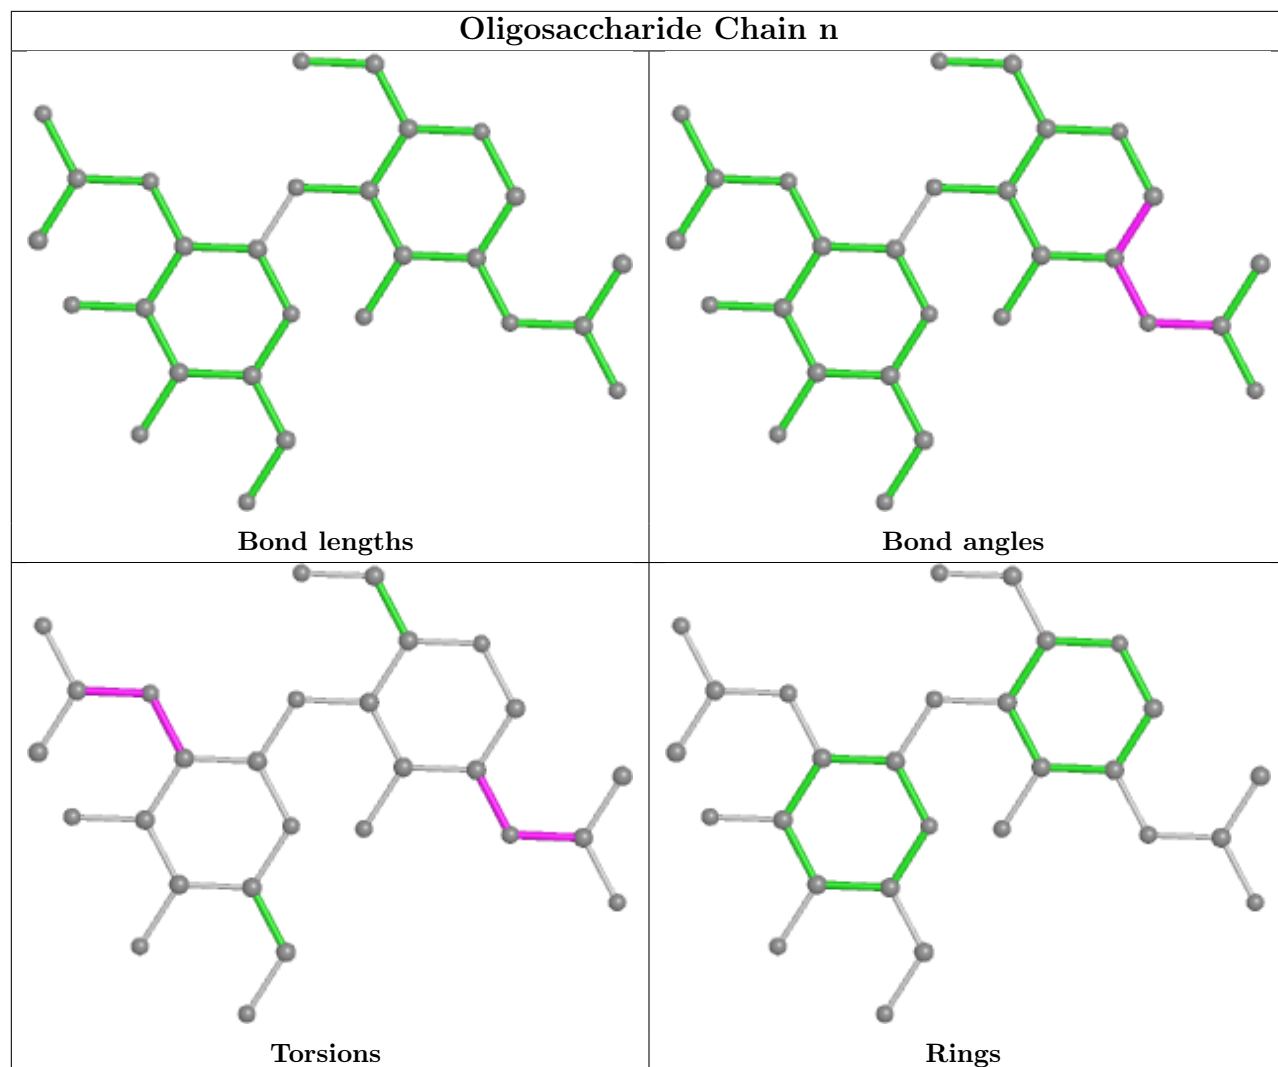 Oligosaccharide Chain n
Bond lengths
Bond angles
Torsions
Rings